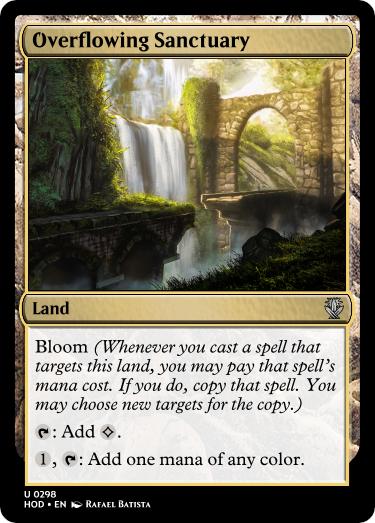 Overflowing Sanctuary
Land
Bloom (Whenever you cast a spell that
targets this land, you may pay that spell's
mana cost. If you do, copy that spell. You
may choose new targets for the copy.)
: Add .
1, : Add one mana of any color.
U 0298
HOD • EN Rafael Batista